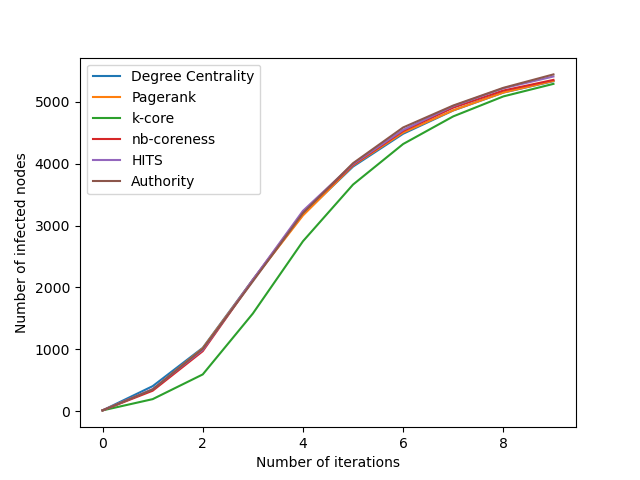 Degree Centrality
Pagerank
k-core
nb-coreness
HITS
Authority
Number of infected nodes
5000
4000
3000
2000
1000
0
0 2 4 6 8
Number of iterations